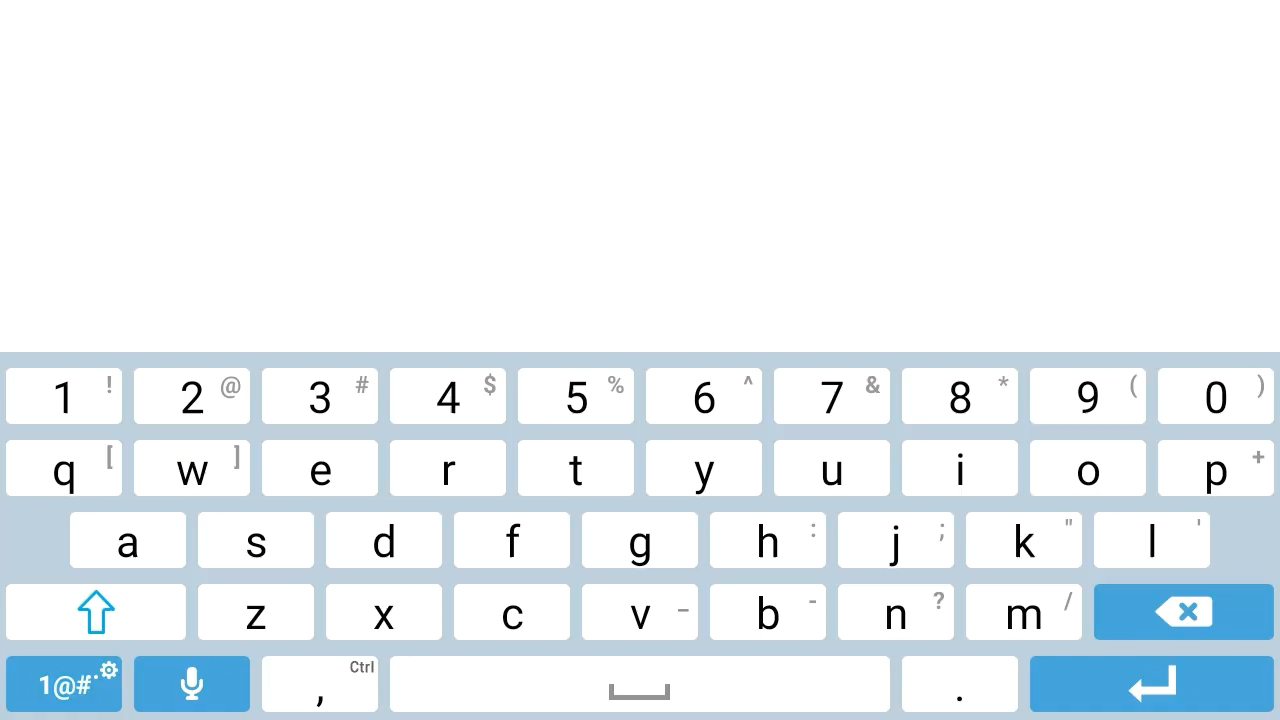 1 ! 2 @ 3 # 4 $ 5 % 6 ^ 7 & 8 * 9 ( 0 )
q [ w ] e r t y u i o p +
a s d f g h : j ; k " l '
z x c v _ b - n ? m /
1@# , Ctrl .